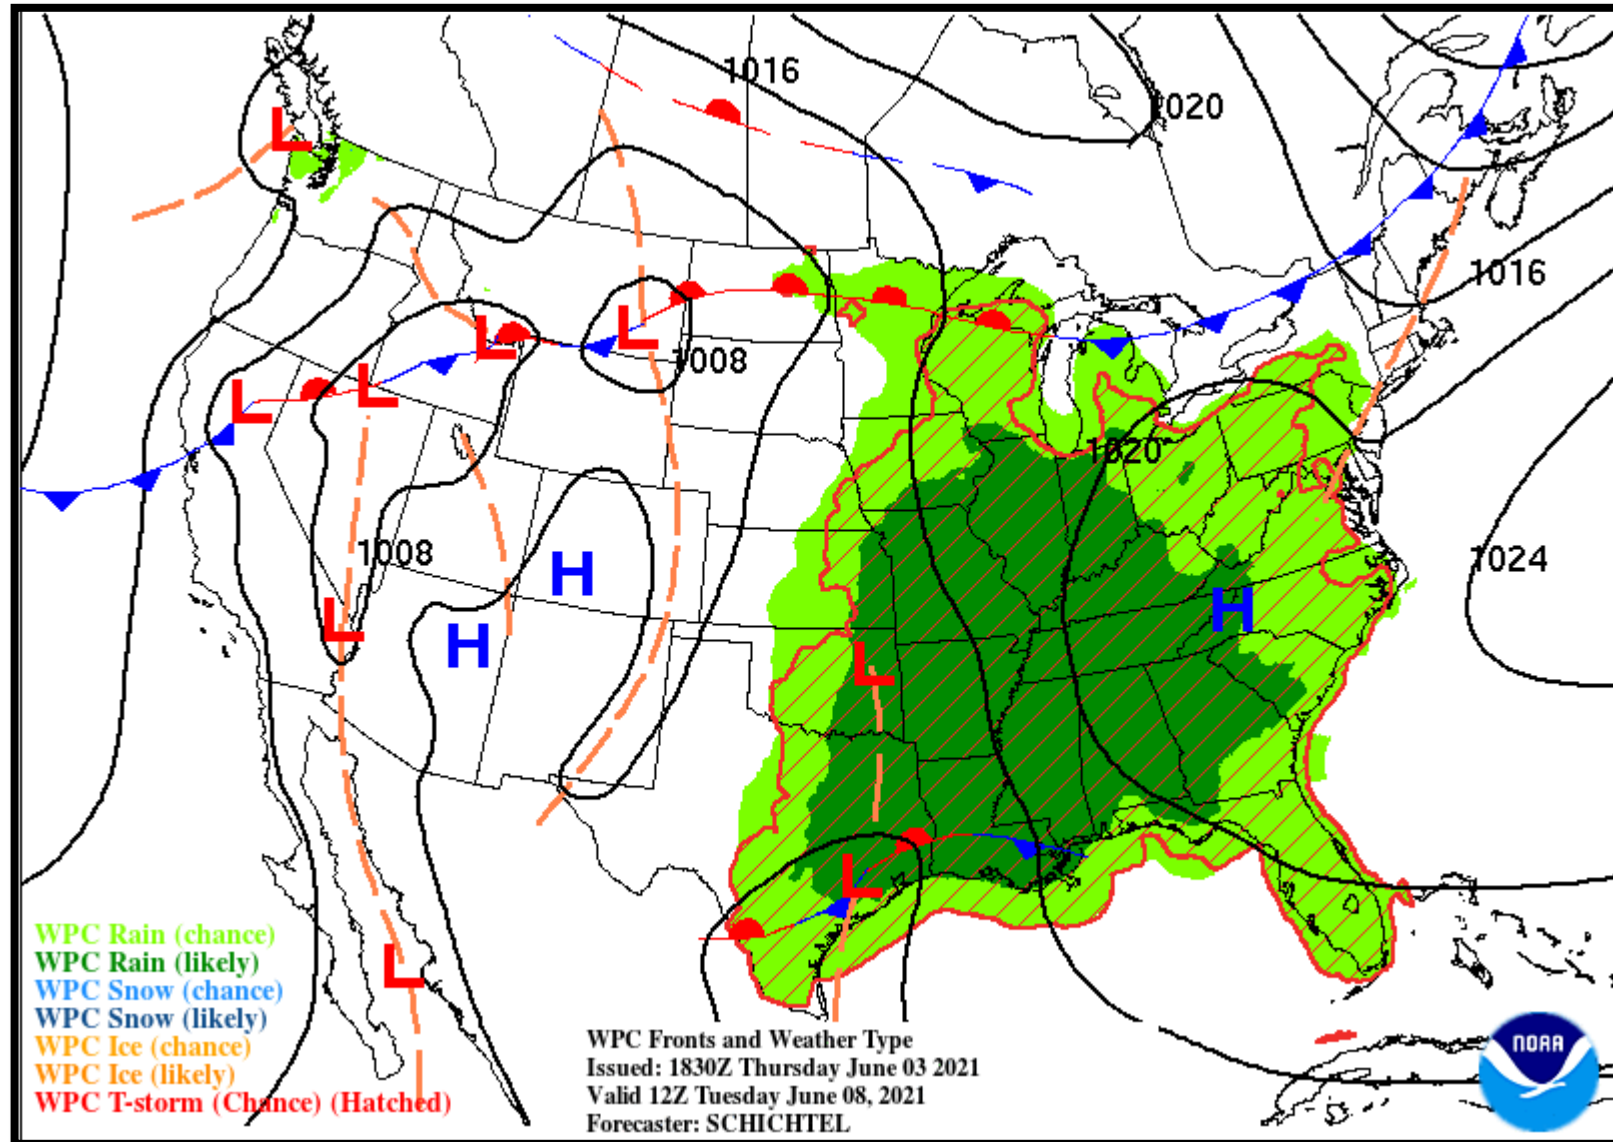 1016
1020
L
1016
L
L
1008
L
L
L
1020
1008
H
1024
H
L
H
L
L
L
WPC Rain (chance)
WPC Rain (likely)
WPC Snow (chance)
WPC Snow (likely)
WPC Ice (chance)
WPC Ice (likely)
WPC T-storm (Chance) (Hatched)
WPC Fronts and Weather Type
Issued: 1830Z Thursday June 03 2021
Valid 12Z Tuesday June 08, 2021
Forecaster: SCHICHTEL
NOAA